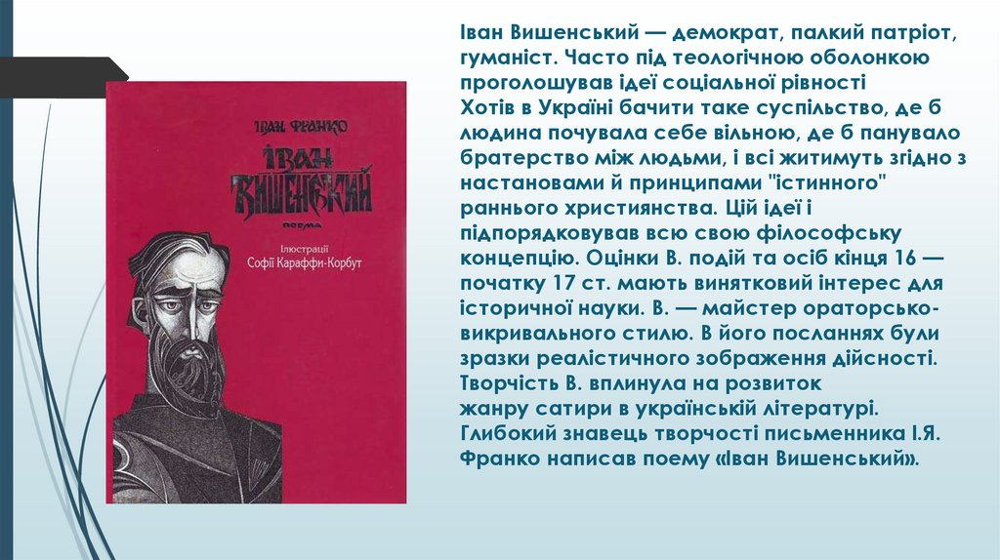 Іван Вишенський — демократ, палкий патріот,
гуманіст. Часто під теологічною оболонкою
проголошував ідеї соціальної рівності
Хотів в Україні бачити таке суспільство, де б
людина почувала себе вільною, де б панувало
братерство між людьми, і всі житимуть згідно з
настановами й принципами "істинного"
раннього християнства. Цій ідеї і
підпорядковував всю свою філософську
концепцію. Оцінки В. подій та осіб кінця 16 —
початку 17 ст. мають винятковий інтерес для
історичної науки. В. — майстер ораторсько-
викривального стилю. В його посланнях були
зразки реалістичного зображення дійсності.
Творчість В. вплинула на розвиток
жанру сатири в українській літературі.
Глибокий знавець творчості письменника І.Я.
Франко написав поему «Іван Вишенський».
ІВАН ФРАНКО
ІВАН
ВИШЕНСКИЙ
поема
Ілюстрації
Софії Караффи-Корбут